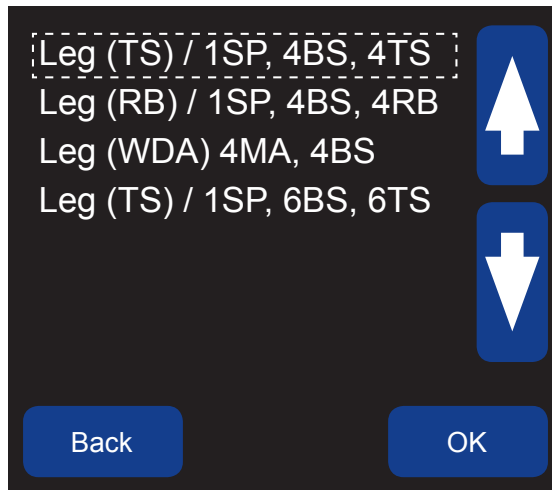 Leg (TS) / 1SP, 4BS, 4TS
Leg (RB) / 1SP, 4BS, 4RB
Leg (WDA) 4MA, 4BS
Leg (TS) / 1SP, 6BS, 6TS
Back
OK